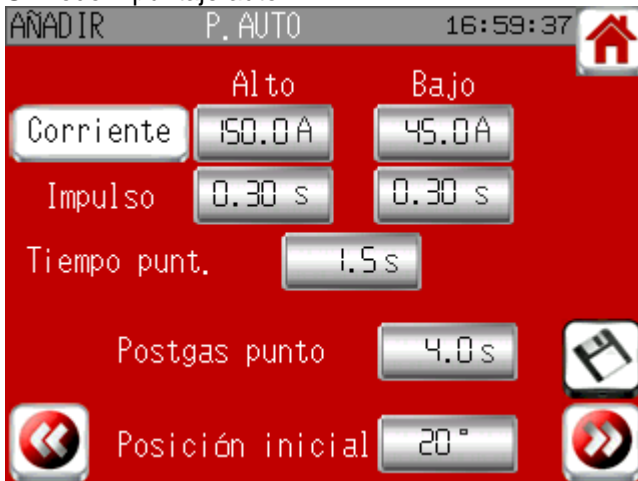 AÑADIR P. AUTO 16:59:37
Alto Bajo
Corriente 150.0 A 45.0 A
Impulso 0.30 s 0.30 s
Tiempo punt. 1.5 s
Postgas punto 4.0 s
Posición inicial 20°